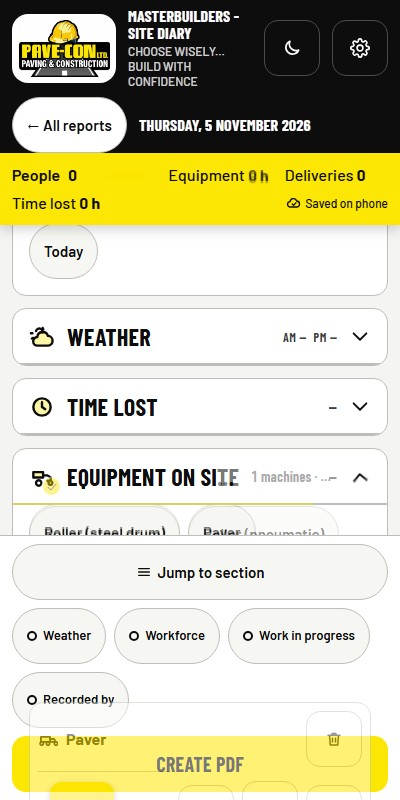 PAVE-CON LTD.
PAVING & CONSTRUCTION
MASTERBUILDERS - SITE DIARY
CHOOSE WISELY... BUILD WITH CONFIDENCE
← All reports
THURSDAY, 5 NOVEMBER 2026
People 0
Equipment 0 h
Deliveries 0
Time lost 0 h
Saved on phone
Today
WEATHER
AM – PM –
TIME LOST
–
EQUIPMENT ON SITE
1 machines · ...–
Roller (steel drum)
Paver
(pneumatic)
Jump to section
Weather
Workforce
Work in progress
Recorded by
Paver
CREATE PDF